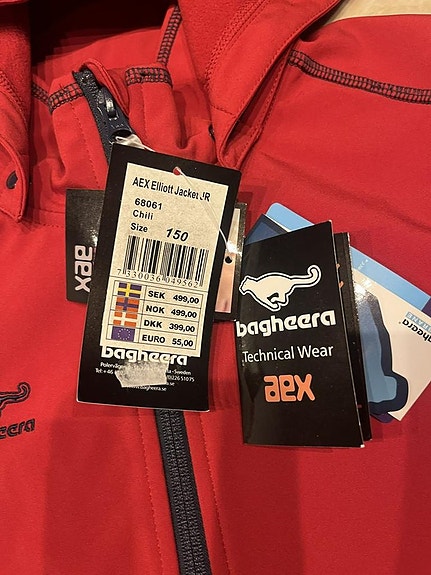 AEX Elliott Jacket JR
68061
Chili
Size 150
7330036049562
SEK 499,00
NOK 499,00
DKK 399,00
EURO 55,00
bagheera
aex
bagheera
Technical Wear
aex